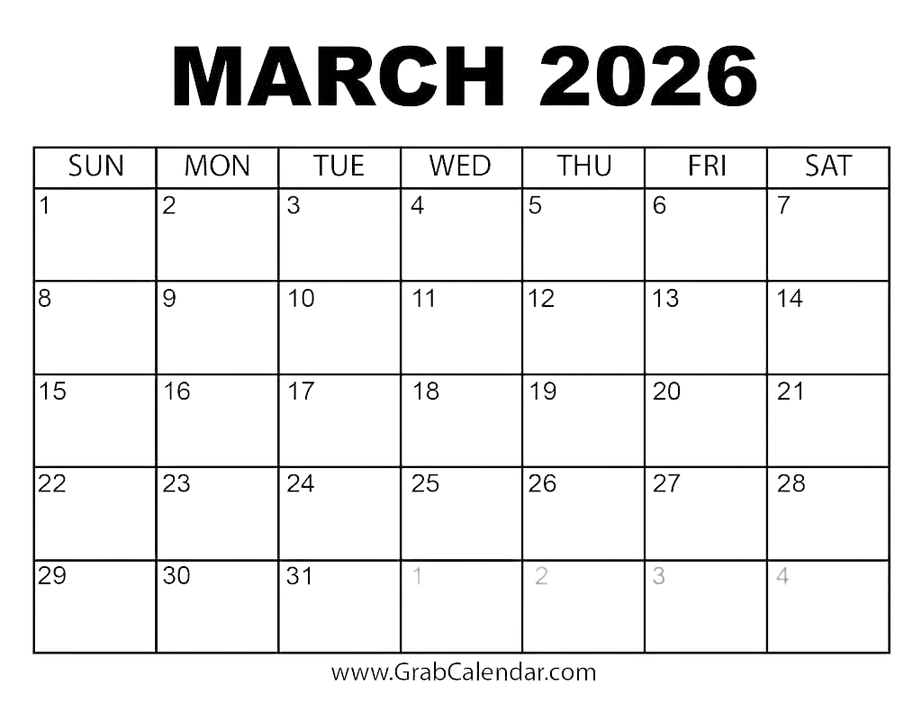 MARCH 2026
SUN MON TUE WED THU FRI SAT
1 2 3 4 5 6 7
8 9 10 11 12 13 14
15 16 17 18 19 20 21
22 23 24 25 26 27 28
29 30 31 1 2 3 4
www.GrabCalendar.com